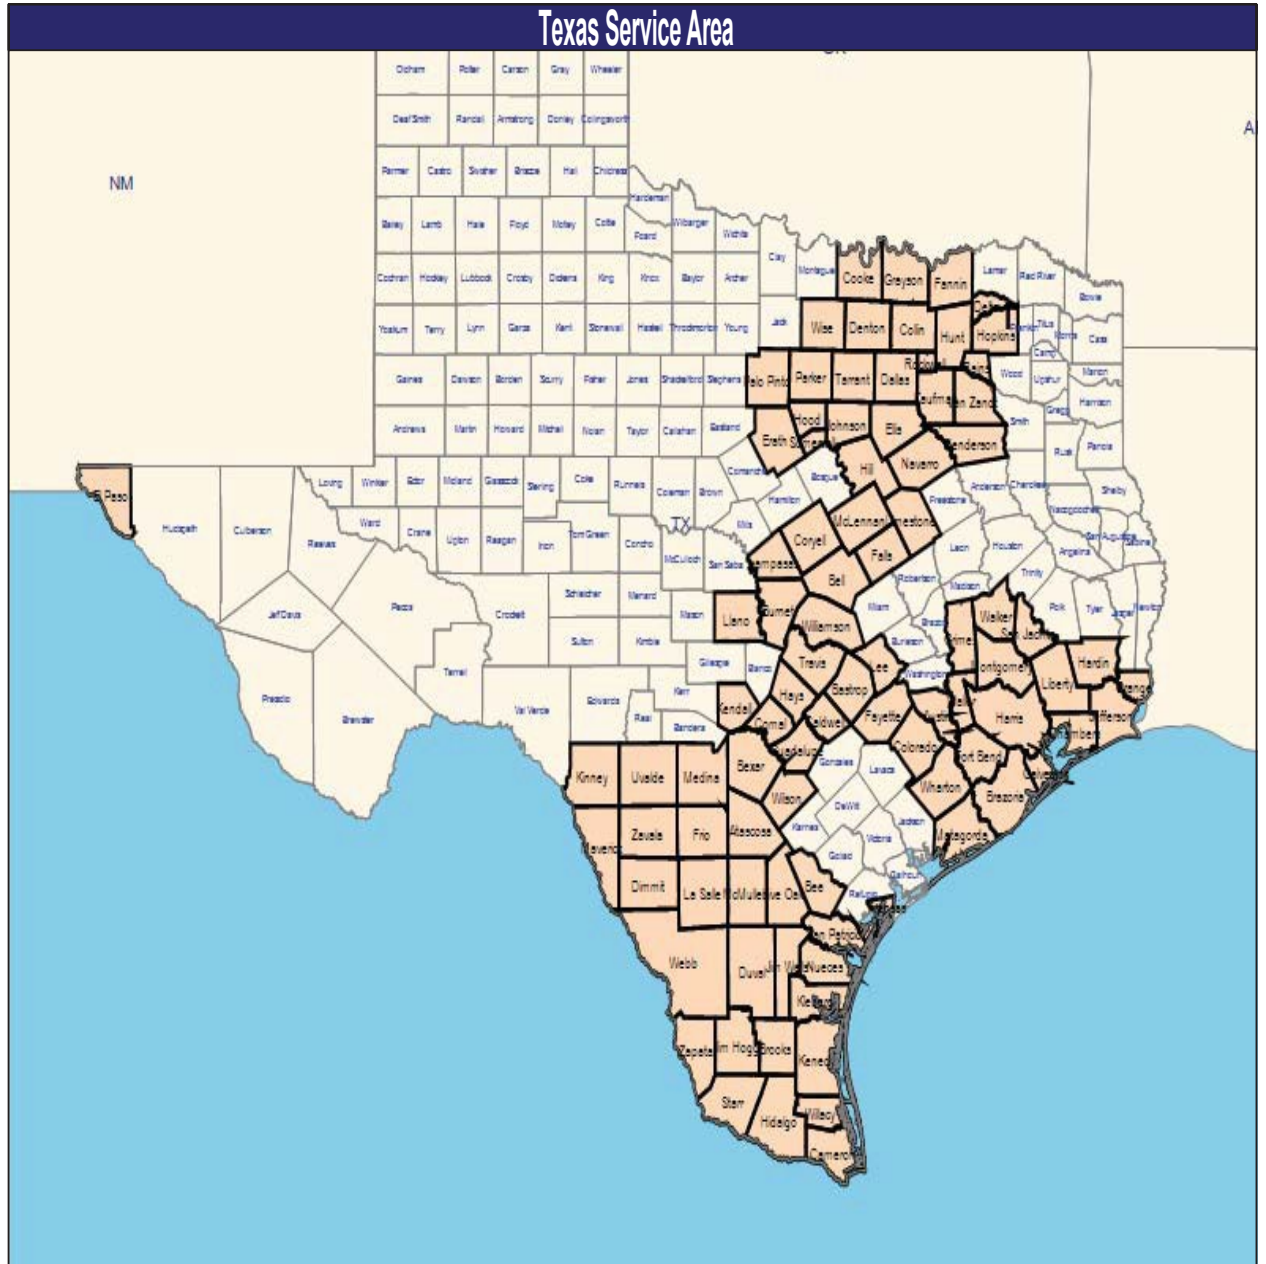 Texas Service Area
Oldham Potter Carson Gray Wheeler
Deaf Smith Randall Armstrong Donley Collingsworth
NM
Parmer Castro Swisher Briscoe Hall Childress
Hardeman
Bailey Lamb Hale Floyd Motley Cottle Foard Wilbarger Wichita
Clay Montague Cooke Grayson Fannin Lamar Red River Bowie
Cochran Hockley Lubbock Crosby Dickens King Knox Baylor Archer
Yoakum Terry Lynn Garza Kent Stonewall Haskell Throckmorton Young Jack
Wise Denton Collin Hunt Hopkins Titus Morris Cass
Camp Marion
Gaines Dawson Borden Scurry Fisher Jones Shackelford Stephens
Palo Pinto Parker Tarrant Dallas Wood Upshur Harrison
Andrews Martin Howard Mitchell Nolan Taylor Callahan Eastland
Erath Hood Johnson Ellis Smith Gregg
Rusk Panola
El Paso
Loving Winkler Ector Midland Glasscock Sterling Coke Runnels Coleman Brown Comanche
Hamilton Bosque Hill Navarro Freestone Anderson Cherokee Shelby
Nacogdoches
Hudspeth Culberson Reeves Ward Crane Upton Reagan Irion Tom Green Concho
TX
Mills Coryell McLennan Falls Leon Houston Angelina San Augustine Sabine
McCulloch San Saba Bell Robertson Madison Trinity
Jeff Davis Pecos Crockett Schleicher Menard Mason
Llano Burnet Williamson Milam Brazos Walker Polk Tyler Jasper Newton
Sutton Kimble Gillespie Blanco Travis Lee Burleson Washington
Montgomery Liberty Hardin
Presidio Brewster Terrell Val Verde Edwards Real Kerr Bandera
Kendall Comal Hays Bastrop Caldwell Fayette Harris
Guadalupe Gonzales Lavaca Colorado Fort Bend
Kinney Uvalde Medina Bexar Wilson Wharton Brazoria
Zavala Frio Atascosa Karnes DeWitt Jackson Matagorda
Goliad Victoria Calhoun
Maverick Dimmit La Salle McMullen Live Oak Bee Refugio
San Patricio
Webb Duval Jim Wells Nueces
Kleberg
Zapata Jim Hogg Brooks Kenedy
Starr Hidalgo Willacy
Cameron